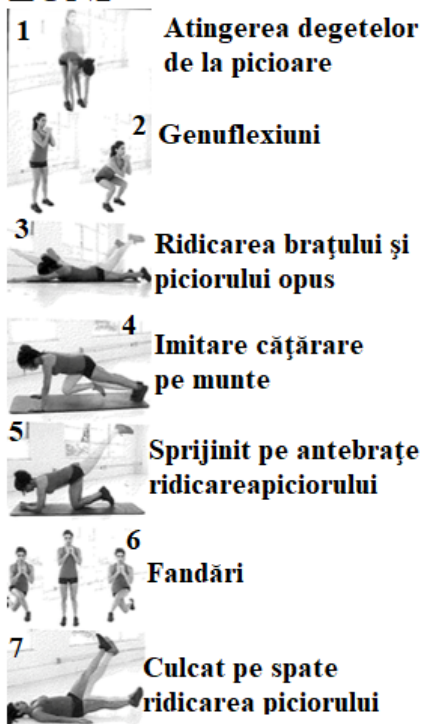 1 Atingerea degetelor
de la picioare
2 Genuflexiuni
3 Ridicarea braţului şi
piciorului opus
4 Imitare căţărare
pe munte
5 Sprijinit pe antebraţe
ridicareapiciorului
6 Fandări
7 Culcat pe spate
ridicarea piciorului